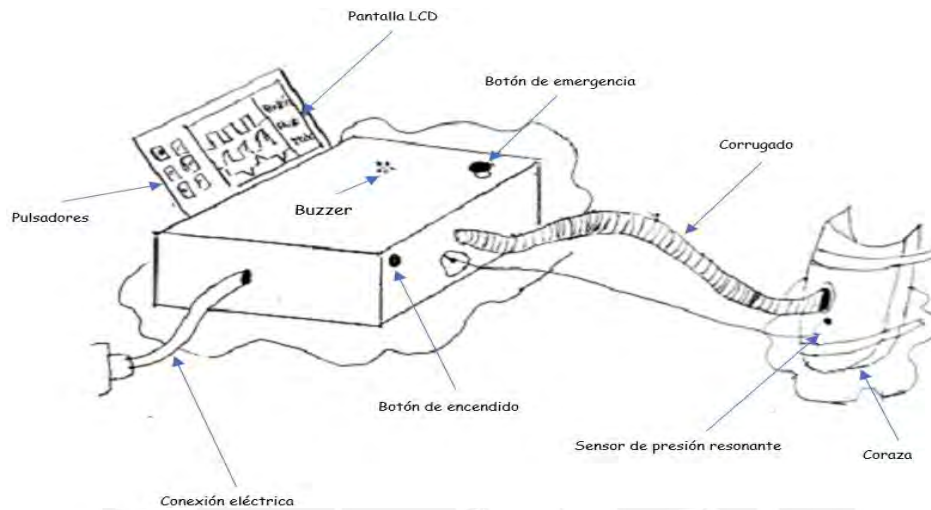 Pantalla LCD
Botón de emergencia
Corrugado
Pulsadores
Buzzer
Botón de encendido
Sensor de presión resonante
Coraza
Conexión eléctrica